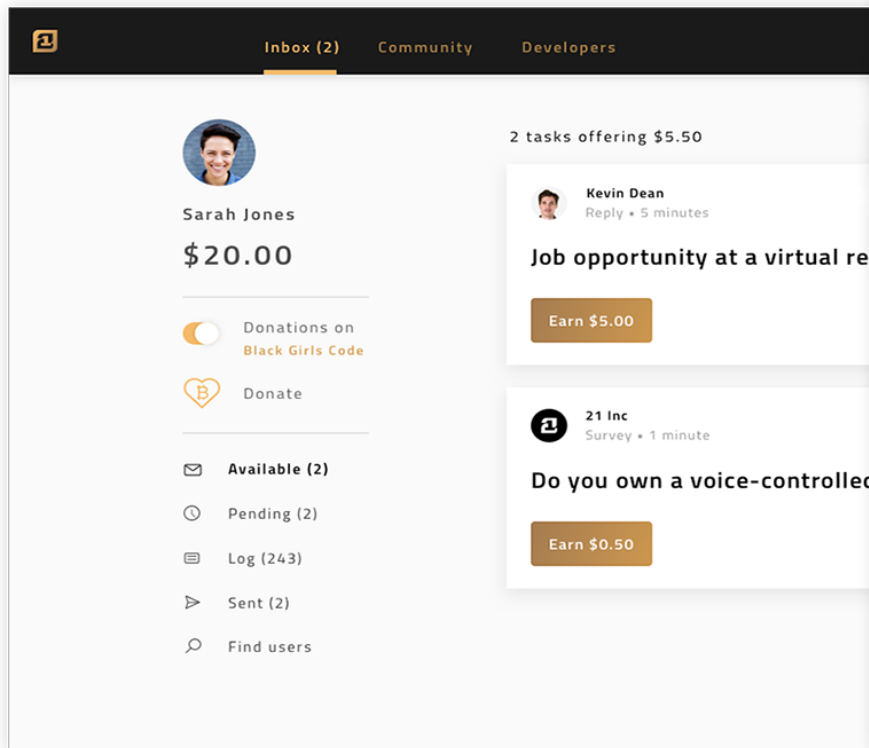 21
Inbox (2)
Community
Developers
Sarah Jones
$20.00
Donations on
Black Girls Code
Donate
Available (2)
Pending (2)
Log (243)
Sent (2)
Find users
2 tasks offering $5.50
Kevin Dean
Reply • 5 minutes
Job opportunity at a virtual re
Earn $5.00
21
21 Inc
Survey • 1 minute
Do you own a voice-controlled
Earn $0.50